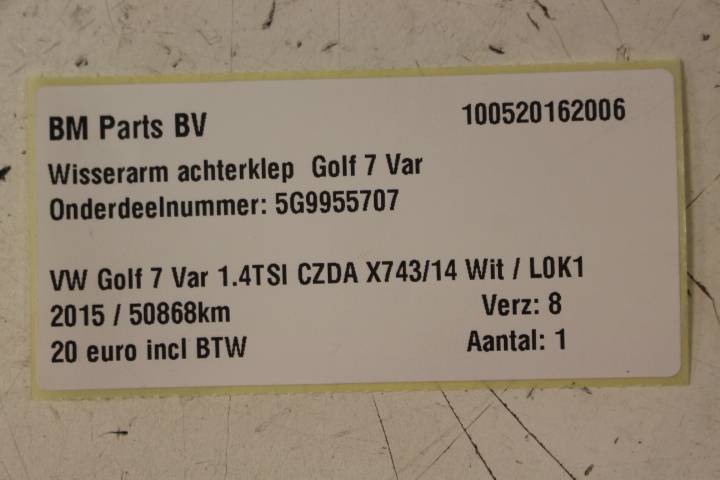 BM Parts BV 100520162006
Wisserarm achterklep Golf 7 Var
Onderdeelnummer: 5G9955707
VW Golf 7 Var 1.4TSI CZDA X743/14 Wit / L0K1
2015 / 50868km Verz: 8
20 euro incl BTW Aantal: 1